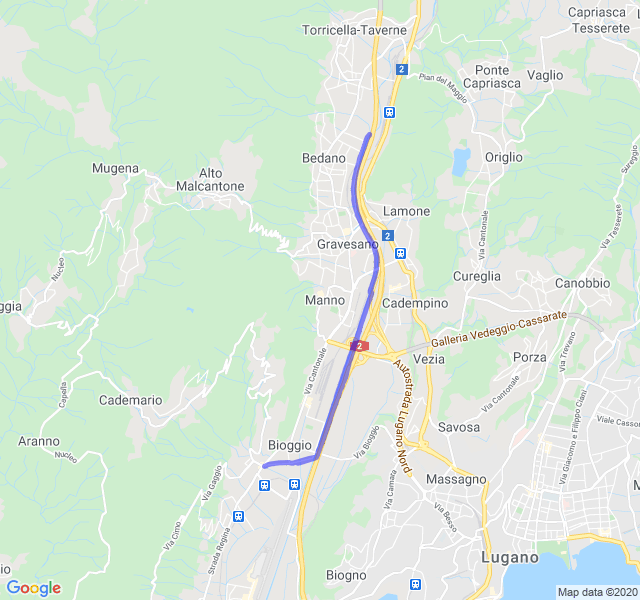 Capriasca
Tesserete
Torricella-Taverne
2
Ponte
Capriasca
Vaglio
Pian del Maggio
Sureggio
Bedano
Origlio
Mugena
Alto
Malcantone
Lamone
Via Cantonale
Via Tesserete
2
Gravesano
Nucleo
Cureglia
Canobbio
ggia
Manno
Cadempino
Galleria Vedeggio-Cassarate
2
Vezia
Porza
Via Trevano
Via Cantonale
Autostrada Lugano Nord
Capalla
Cademario
Via Cantonale
Via Giacomo e Filippo Ciani
Viale Casson
Savosa
Aranno
Nucleo
Bioggio
Via Bioggio
Via Gaggio
Massagno
Via Camara
Via Besso
Via Cimo
Strada Regina
Lugano
Biogno
io
Google
Map data ©2020